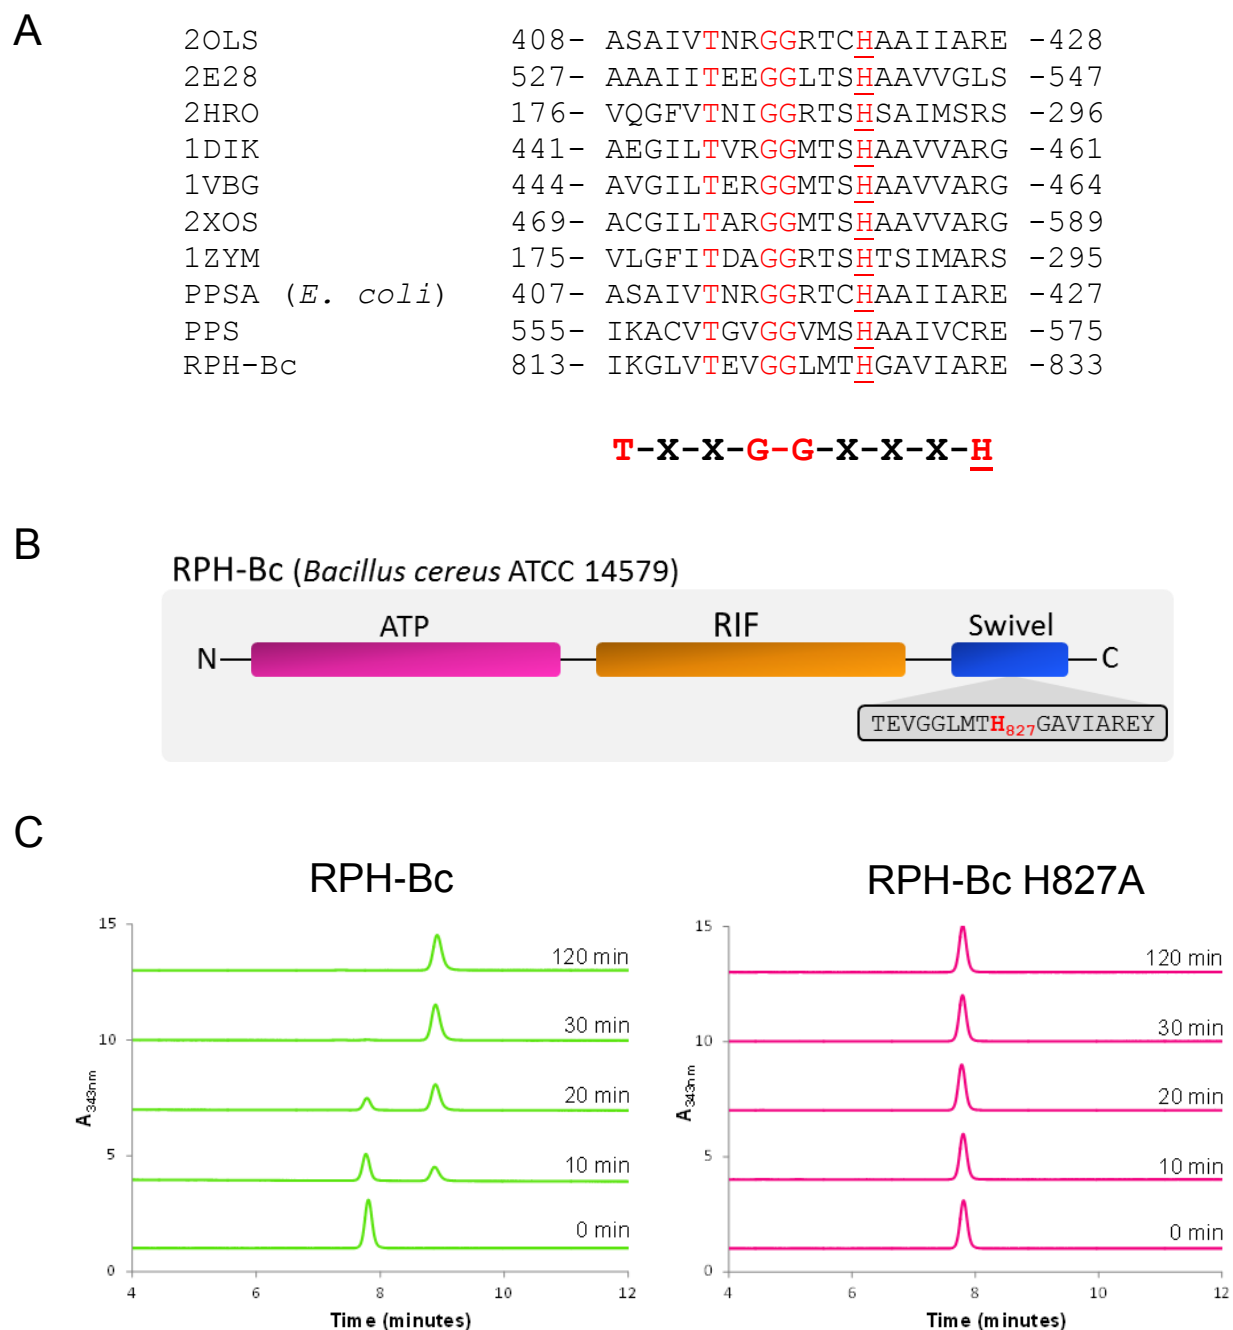 A
2OLS 408- ASAIVTNRGGRTCHAAIIARE -428
2E28 527- AAAIITEEGGLTSHAAVVGLS -547
2HRO 176- VQGFVTNIGGRTSHSAIMSRS -296
1DIK 441- AEGILTVRGGMTSHAAVVARG -461
1VBG 444- AVGILTERGGMTSHAAVVARG -464
2XOS 469- ACGILTARGGMTSHAAVVARG -589
1ZYM 175- VLGFITDAGGRTSHTSIMARS -295
PPSA (E. coli) 407- ASAIVTNRGGRTCHAAIIARE -427
PPS 555- IKACVTGVGGVMSHAAIVCRE -575
RPH-Bc 813- IKGLVTEVGGLMTHGAVIARE -833
T-X-X-G-G-X-X-X-H
B
RPH-Bc (Bacillus cereus ATCC 14579)
ATP RIF Swivel
N C
TEVGGLMTH827GAVIAREY
C
RPH-Bc
15
120 min
30 min
10
20 min
A343nm
5
10 min
0 min
0
4 6 8 10 12
Time (minutes)
RPH-Bc H827A
15
120 min
30 min
10
20 min
A343nm
5
10 min
0 min
0
4 6 8 10 12
Time (minutes)